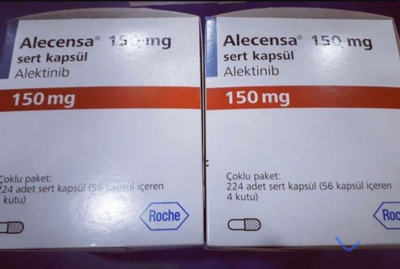 Alecensa® 150 mg
sert kapsül
Alektinib
150 mg
Çoklu paket:
224 adet sert kapsül (56 kapsül içeren
kutu)
Roche
Alecensa® 150 mg
sert kapsül
Alektinib
150 mg
Çoklu paket:
224 adet sert kapsül (56 kapsül içeren
4 kutu)
Roche